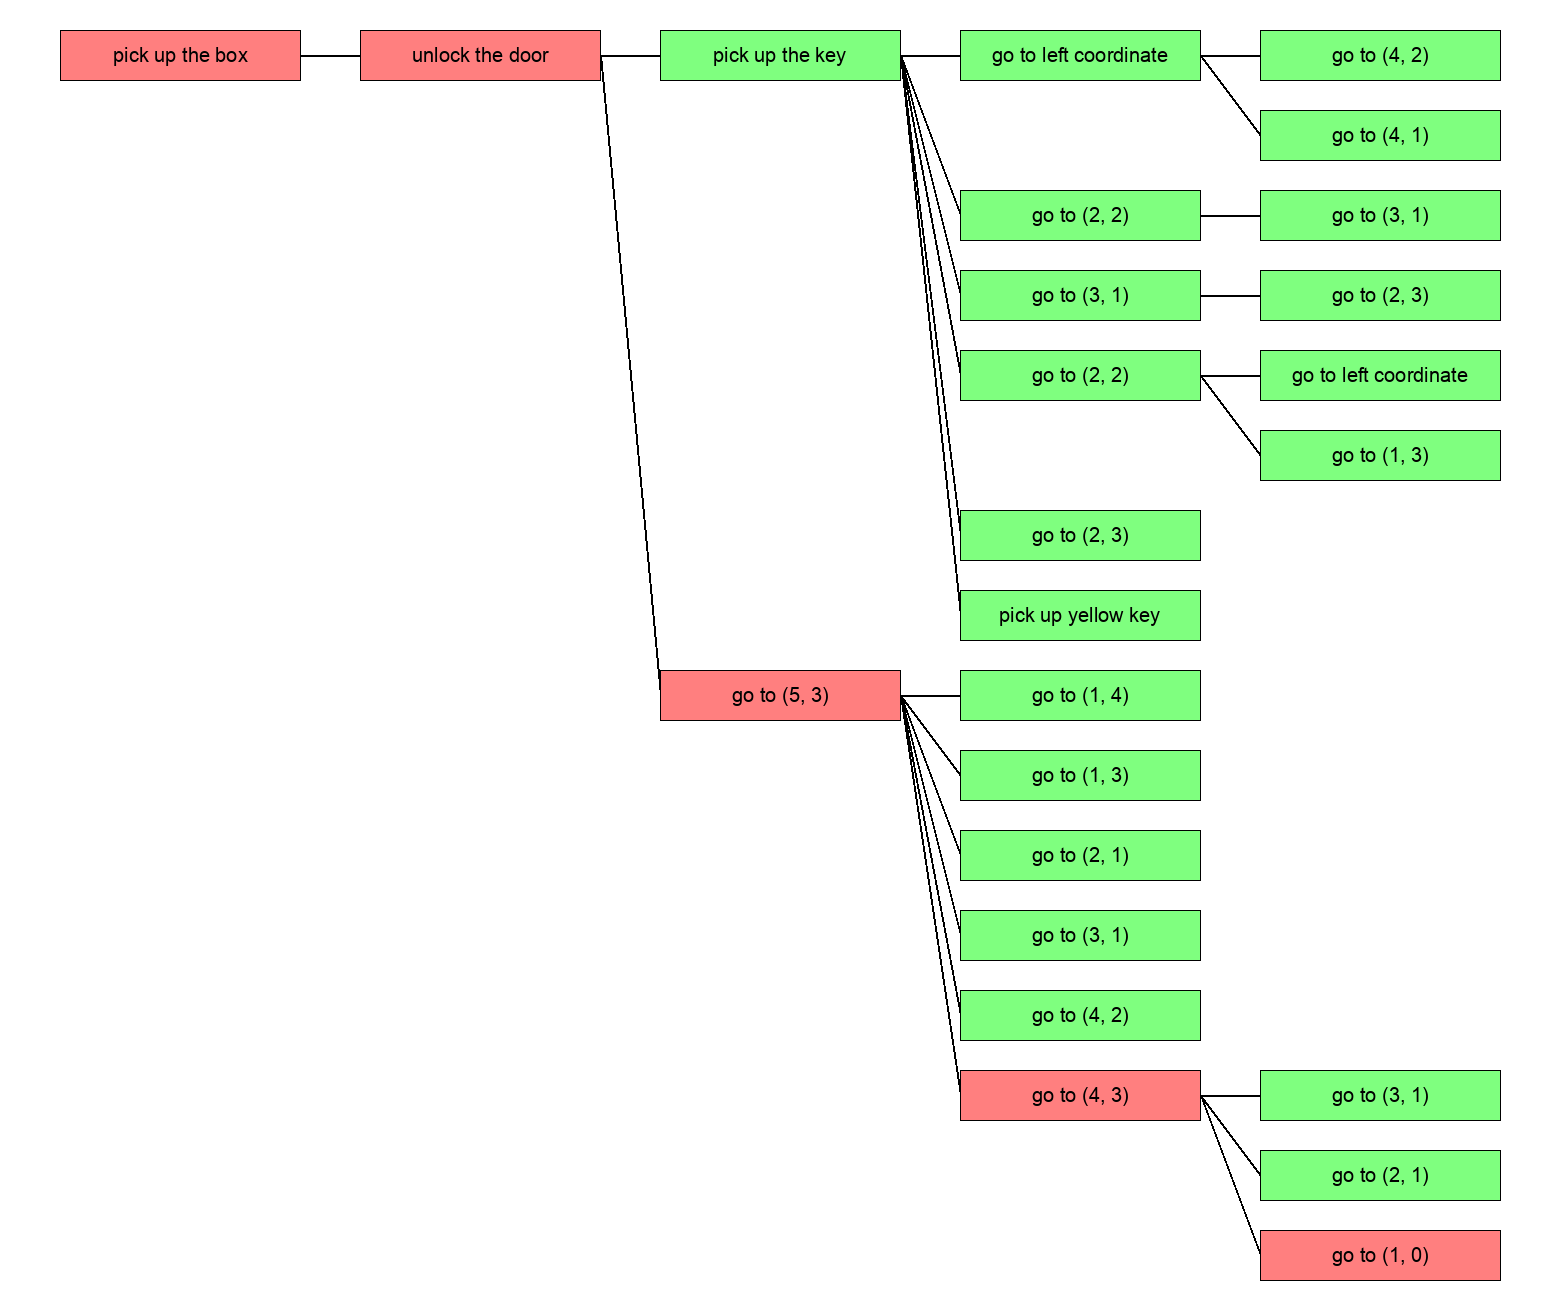 pick up the box
unlock the door
pick up the key
go to left coordinate
go to (4, 2)
go to (4, 1)
go to (2, 2)
go to (3, 1)
go to (3, 1)
go to (2, 3)
go to (2, 2)
go to left coordinate
go to (1, 3)
go to (2, 3)
pick up yellow key
go to (5, 3)
go to (1, 4)
go to (1, 3)
go to (2, 1)
go to (3, 1)
go to (4, 2)
go to (4, 3)
go to (3, 1)
go to (2, 1)
go to (1, 0)